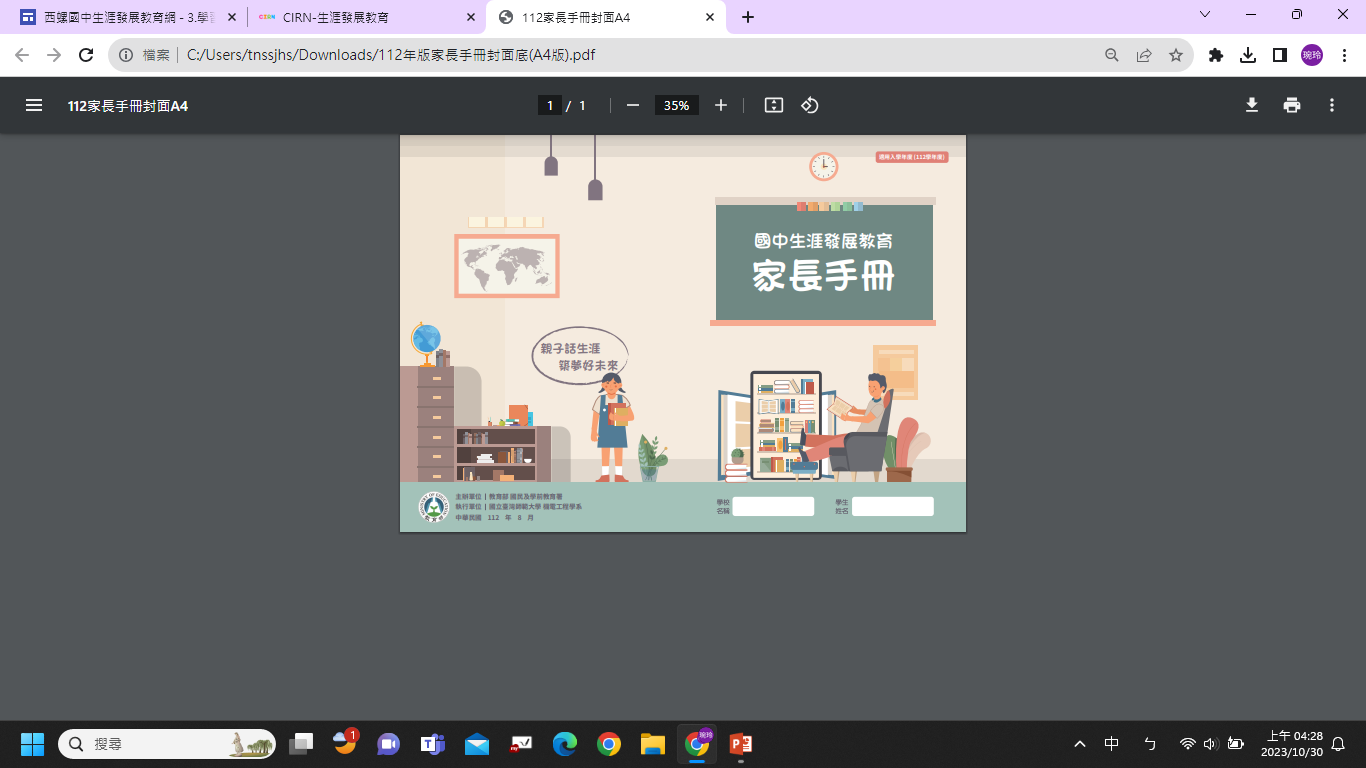 西螺國中生涯發展教育網 - 3.學
CIRN
CIRN-生涯發展教育
112家長手冊封面A4
檔案
C:/Users/tnssjhs/Downloads/112年版家長手冊封面底(A4版).pdf
琬玲
112家長手冊封面A4
1 / 1
35%
適用入學年度 (112學年度)
國中生涯發展教育
家長手冊
親子話生涯
築夢好未來
主辦單位 | 教育部 國民及學前教育署
執行單位 | 國立臺灣師範大學 機電工程學系
中華民國 112 年 8 月
學校
名稱
學生
姓名
搜尋
1
琬玲
中
ㄅ
上午 04:28
2023/10/30